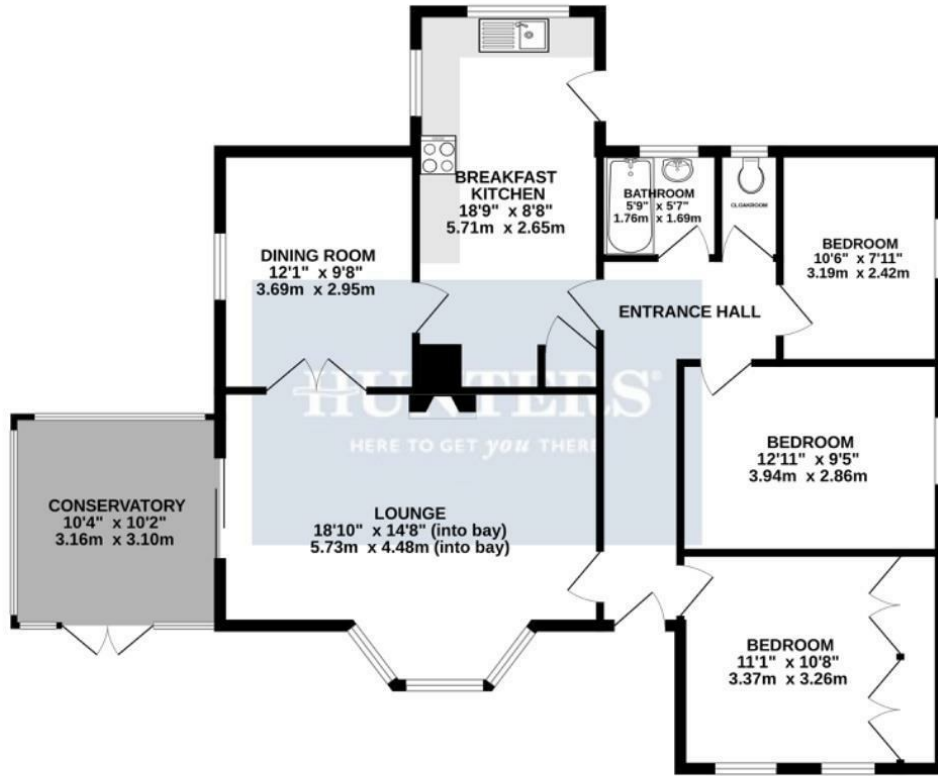 BREAKFAST
KITCHEN
18'9" x 8'8"
5.71m x 2.65m
BATHROOM
5'9" x 5'7"
1.76m x 1.69m
CLOAKROOM
BEDROOM
10'6" x 7'11"
3.19m x 2.42m
DINING ROOM
12'1" x 9'8"
3.69m x 2.95m
ENTRANCE HALL
HUNTERS®
HERE TO GET you THERE
BEDROOM
12'11" x 9'5"
3.94m x 2.86m
CONSERVATORY
10'4" x 10'2"
3.16m x 3.10m
LOUNGE
18'10" x 14'8" (into bay)
5.73m x 4.48m (into bay)
BEDROOM
11'1" x 10'8"
3.37m x 3.26m